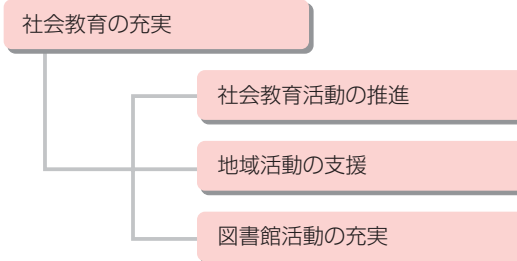 社会教育の充実
社会教育活動の推進
地域活動の支援
図書館活動の充実